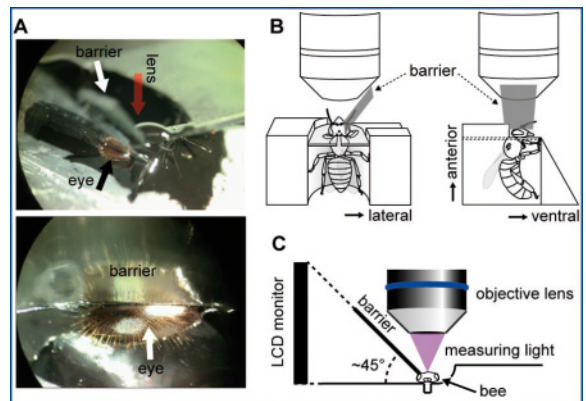 A
barrier
lens
eye
barrier
eye
B
barrier
anterior
lateral
ventral
C
LCD monitor
barrier
~45°
objective lens
measuring light
bee